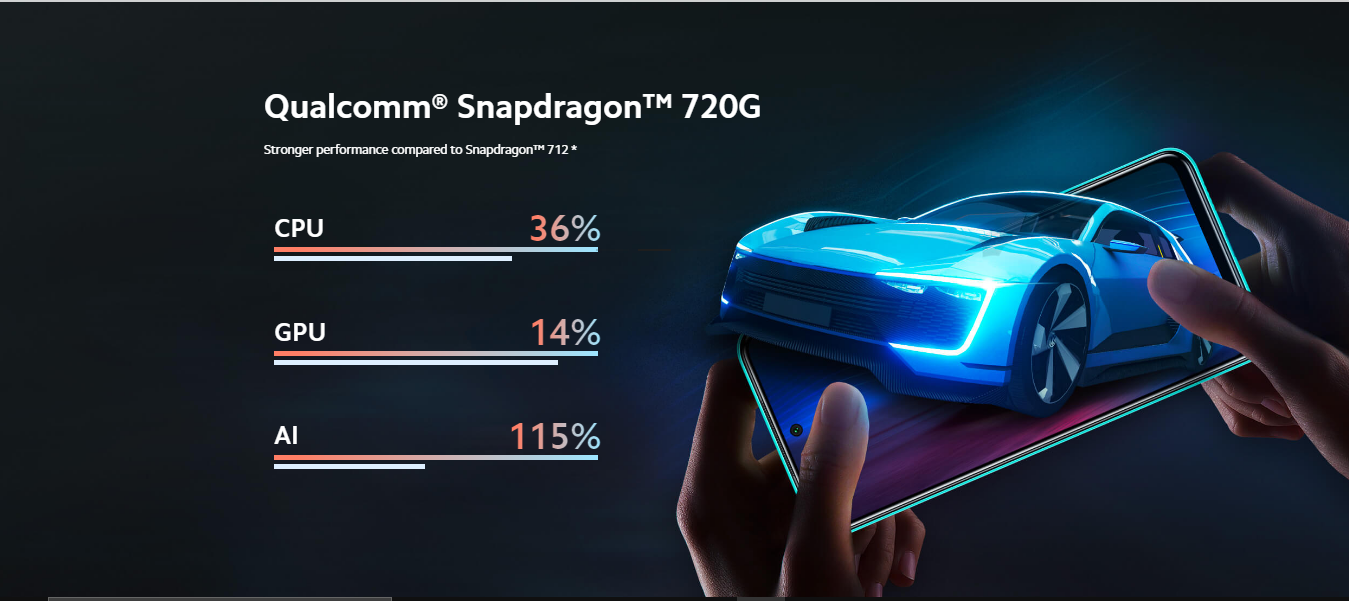 Qualcomm® Snapdragon™ 720G
Stronger performance compared to Snapdragon™ 712 *
CPU 36%
GPU 14%
AI 115%